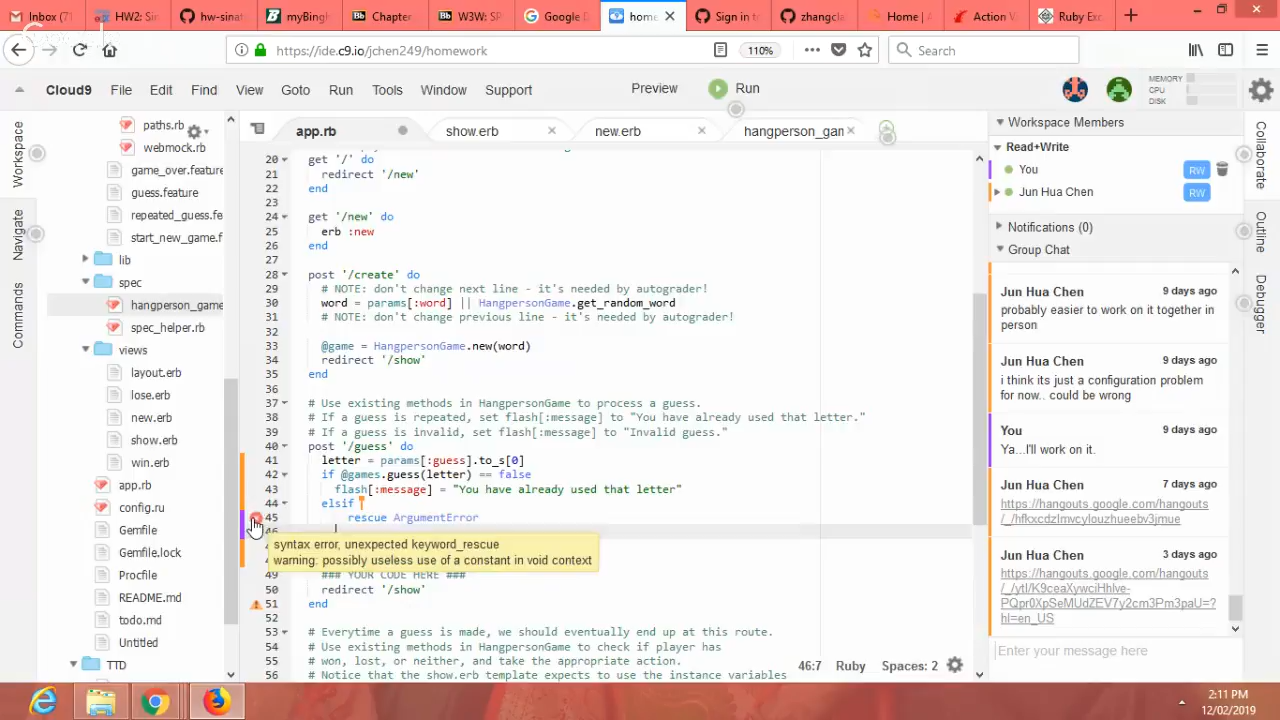 Inbox (71
HW2: Sin
hw-sinat
myBingh
Chapter
W3W: SP
Google D
home
Sign in to
zhangcla
Home | A
Action V
Ruby Exc
https://ide.c9.io/jchen249/homework
110%
Search
Cloud9
File
Edit
Find
View
Goto
Run
Tools
Window
Support
Preview
Run
MEMORY
CPU
DISK
Workspace
Navigate
Commands
paths.rb
webmock.rb
game_over.feature
guess.feature
repeated_guess.fe
start_new_game.f
lib
spec
hangperson_game
spec_helper.rb
views
layout.erb
lose.erb
new.erb
show.erb
win.erb
app.rb
config.ru
Gemfile
Gemfile.lock
Procfile
README.md
todo.md
Untitled
TTD
app.rb
show.erb
new.erb
hangperson_gan
20 get '/' do
21 redirect '/new'
22 end
23
24 get '/new' do
25 erb :new
26 end
27
28 post '/create' do
29 # NOTE: don't change next line - it's needed by autograder!
30 word = params[:word] || HangpersonGame.get_random_word
31 # NOTE: don't change previous line - it's needed by autograder!
32
33 @game = HangpersonGame.new(word)
34 redirect '/show'
35 end
36
37 # Use existing methods in HangpersonGame to process a guess.
38 # If a guess is repeated, set flash[:message] to "You have already used that letter."
39 # If a guess is invalid, set flash[:message] to "Invalid guess."
40 post '/guess' do
41 letter = params[:guess].to_s[0]
42 if @games.guess(letter) == false
43 flash[:message] = "You have already used that letter"
44 elsif
45 rescue ArgumentError
syntax error, unexpected keyword_rescue
warning: possibly useless use of a constant in void context
49 ### YOUR CODE HERE ###
50 redirect '/show'
51 end
52
53 # Everytime a guess is made, we should eventually end up at this route.
54 # Use existing methods in HangpersonGame to check if player has
55 # won, lost, or neither, and take the appropriate action.
56 # Notice that the show.erb template expects to use the instance variables
46:7
Ruby
Spaces: 2
Workspace Members
Read+Write
You
RW
Jun Hua Chen
RW
Notifications (0)
Group Chat
Jun Hua Chen 9 days ago
probably easier to work on it together in
person
Jun Hua Chen 9 days ago
i think its just a configuration problem
for now.. could be wrong
You 9 days ago
Ya...I'll work on it.
Jun Hua Chen 7 days ago
https://hangouts.google.com/hangouts
/_/hfkxcdzlmvcylouzhueebv3jmue
Jun Hua Chen 3 days ago
https://hangouts.google.com/hangouts
/_/ytl/K9ceaXywciHhlve-
PQpr0XpSeMUdZEV7y2cm3Pm3paU=?
hl=en_US
Enter your message here
Collaborate
Outline
Debugger
2:11 PM
12/02/2019